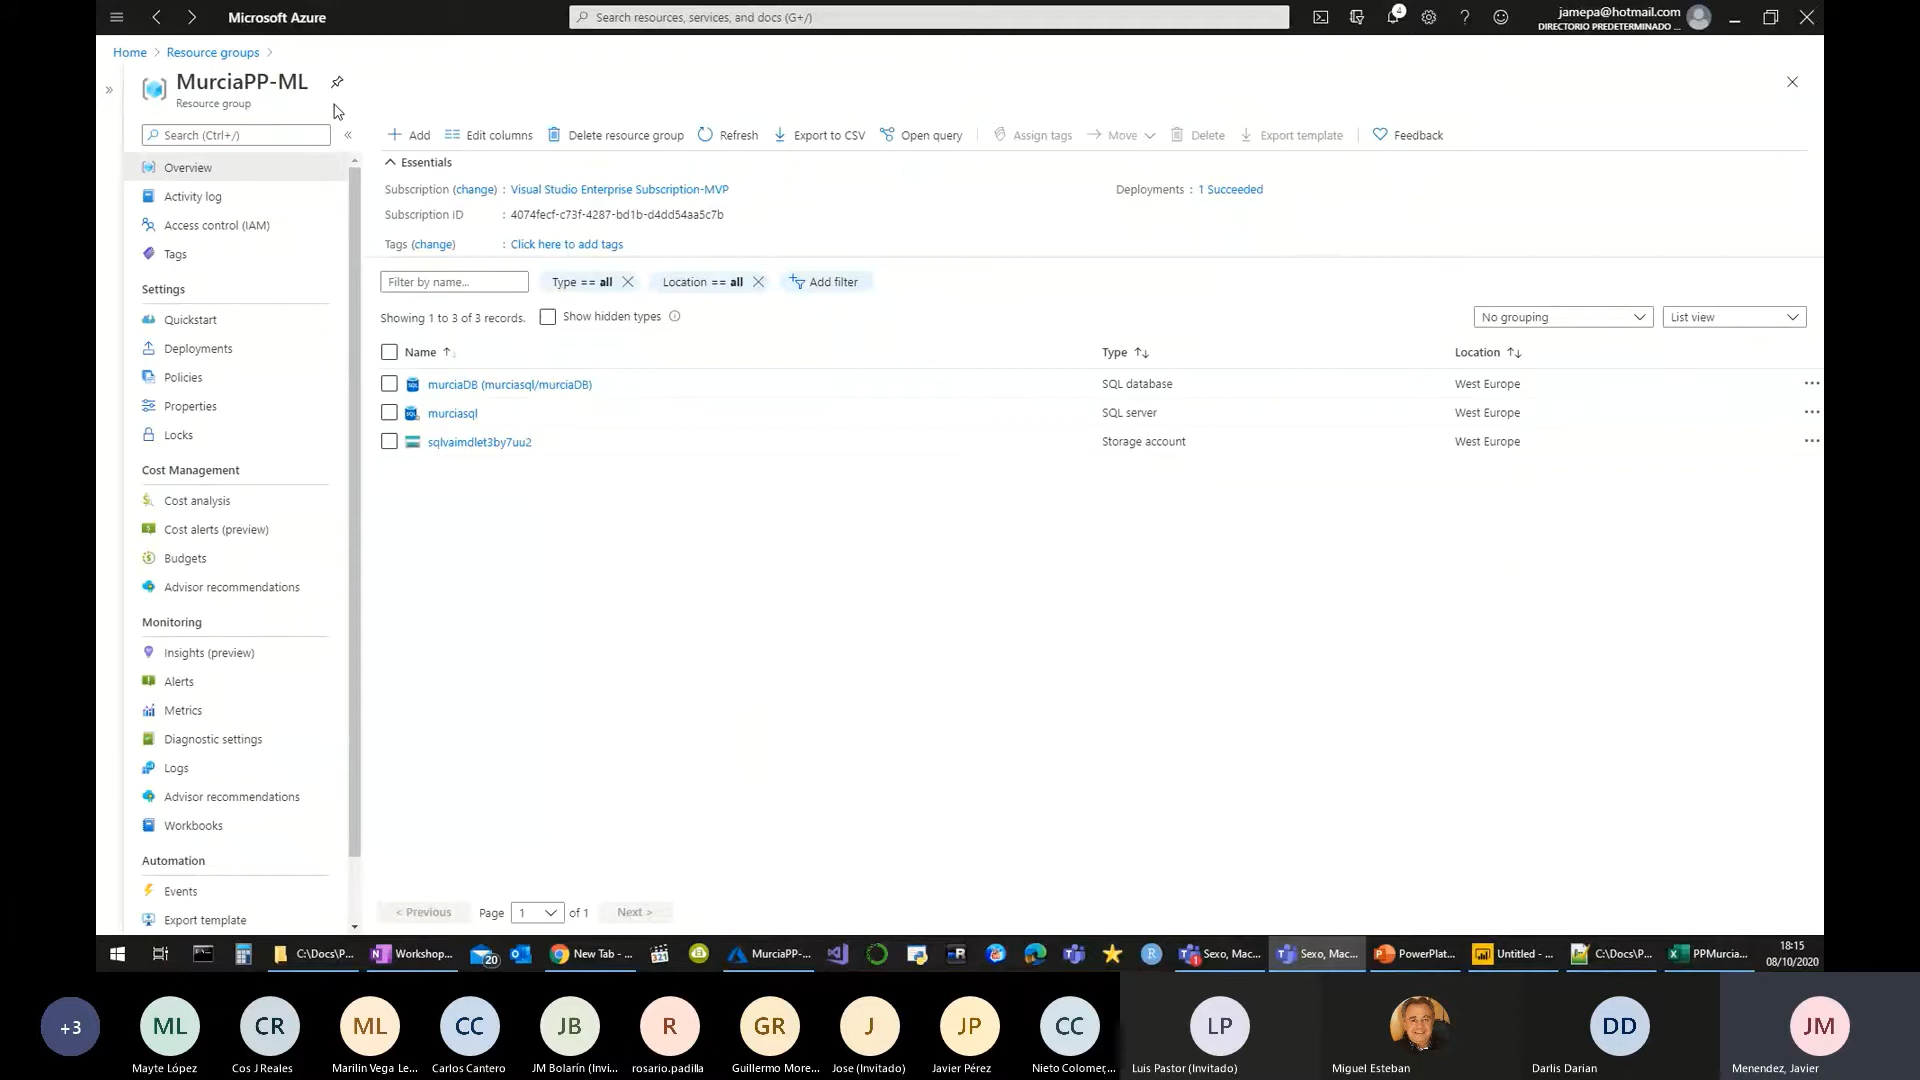 Microsoft Azure
Search resources, services, and docs (G+/)
4
jamepa@hotmail.com
DIRECTORIO PREDETERMINADO ...
Home > Resource groups >
MurciaPP-ML
Resource group
Search (Ctrl+/)
Add
Edit columns
Delete resource group
Refresh
Export to CSV
Open query
Assign tags
Move
Delete
Export template
Feedback
Overview
Activity log
Access control (IAM)
Tags
Settings
Quickstart
Deployments
Policies
Properties
Locks
Cost Management
Cost analysis
Cost alerts (preview)
Budgets
Advisor recommendations
Monitoring
Insights (preview)
Alerts
Metrics
Diagnostic settings
Logs
Advisor recommendations
Workbooks
Automation
Events
Export template
Essentials
Subscription (change) : Visual Studio Enterprise Subscription-MVP
Deployments : 1 Succeeded
Subscription ID : 4074fecf-c73f-4287-bd1b-d4dd54aa5c7b
Tags (change) : Click here to add tags
Filter by name...
Type == all
Location == all
Add filter
Showing 1 to 3 of 3 records.
Show hidden types
No grouping
List view
Name Type Location
murciaDB (murciasql/murciaDB) SQL database West Europe ...
murciasql SQL server West Europe ...
sqlvaimdlet3by7uu2 Storage account West Europe ...
< Previous Page 1 of 1 Next >
C:\Docs\P...
Workshop...
20
New Tab - ...
321
MurciaPP-...
1
Sexo, Mac...
Sexo, Mac...
PowerPlat...
Untitled - ...
C:\Docs\P...
PPMurcia...
18:15
08/10/2020
+3
ML
CR
ML
CC
JB
R
GR
J
JP
CC
LP
DD
JM
Mayte López
Cos J Reales
Marilin Vega Le...
Carlos Cantero
JM Bolarín (Invi...
rosario.padilla
Guillermo More...
Jose (Invitado)
Javier Pérez
Nieto Colomer,...
Luis Pastor (Invitado)
Miguel Esteban
Darlis Darian
Menendez, Javier